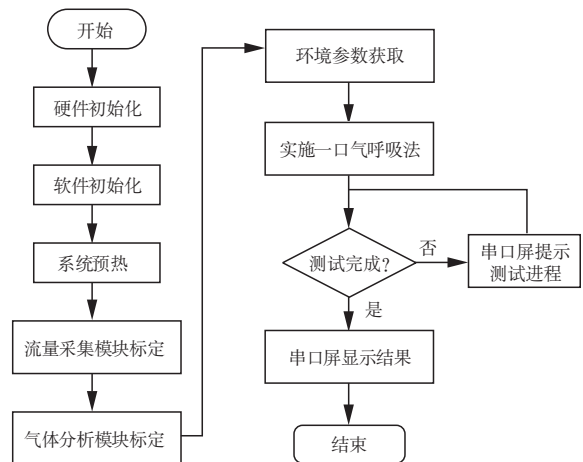 开始
硬件初始化
软件初始化
系统预热
流量采集模块标定
气体分析模块标定
环境参数获取
实施一口气呼吸法
测试完成?
否
串口屏提示
测试进程
是
串口屏显示结果
结束